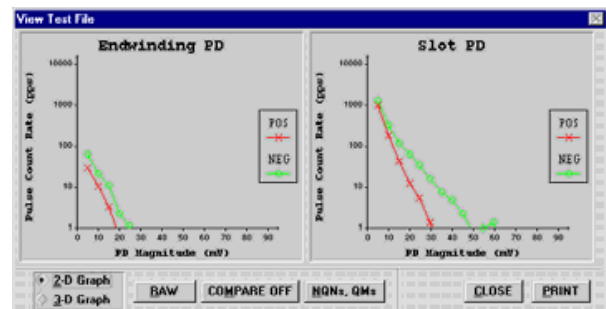 View Test File
Endwinding PD
Pulse Count Rate (pps)
10000
1000
100
10
1
0 10 20 30 40 50 60 70 80 90
PD Magnitude (mV)
POS
NEG
Slot PD
Pulse Count Rate (pps)
10000
1000
100
10
1
0 10 20 30 40 50 60 70 80 90
PD Magnitude (mV)
POS
NEG
2-D Graph
3-D Graph
RAW
COMPARE OFF
NQNs, QMs
CLOSE
PRINT